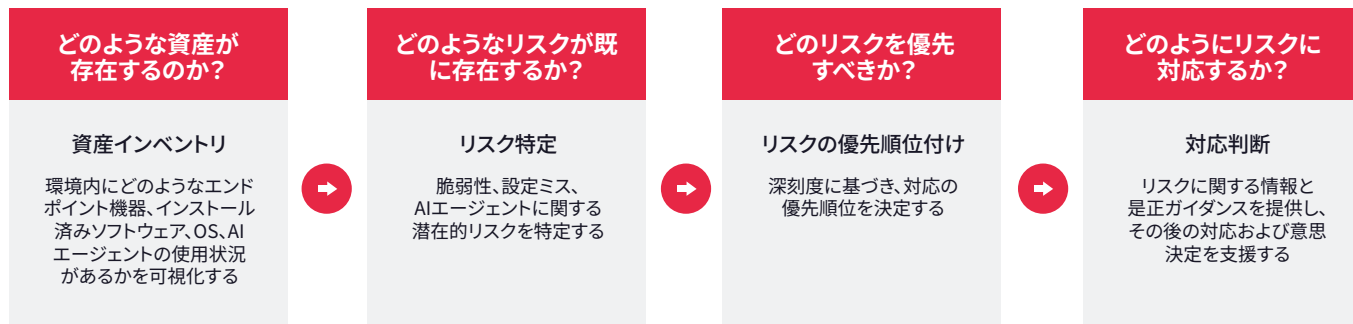 どのような資産が
存在するのか？
資産インベントリ
環境内にどのようなエンド
ポイント機器、インストール
済みソフトウェア、OS、AI
エージェントの使用状況
があるかを可視化する
どのようなリスクが既
に存在するか？
リスク特定
脆弱性、設定ミス、
AIエージェントに関する
潜在的リスクを特定する
どのリスクを優先
すべきか？
リスクの優先順位付け
深刻度に基づき、対応の
優先順位を決定する
どのようにリスクに
対応するか？
対応判断
リスクに関する情報と
是正ガイダンスを提供し、
その後の対応および意思
決定を支援する